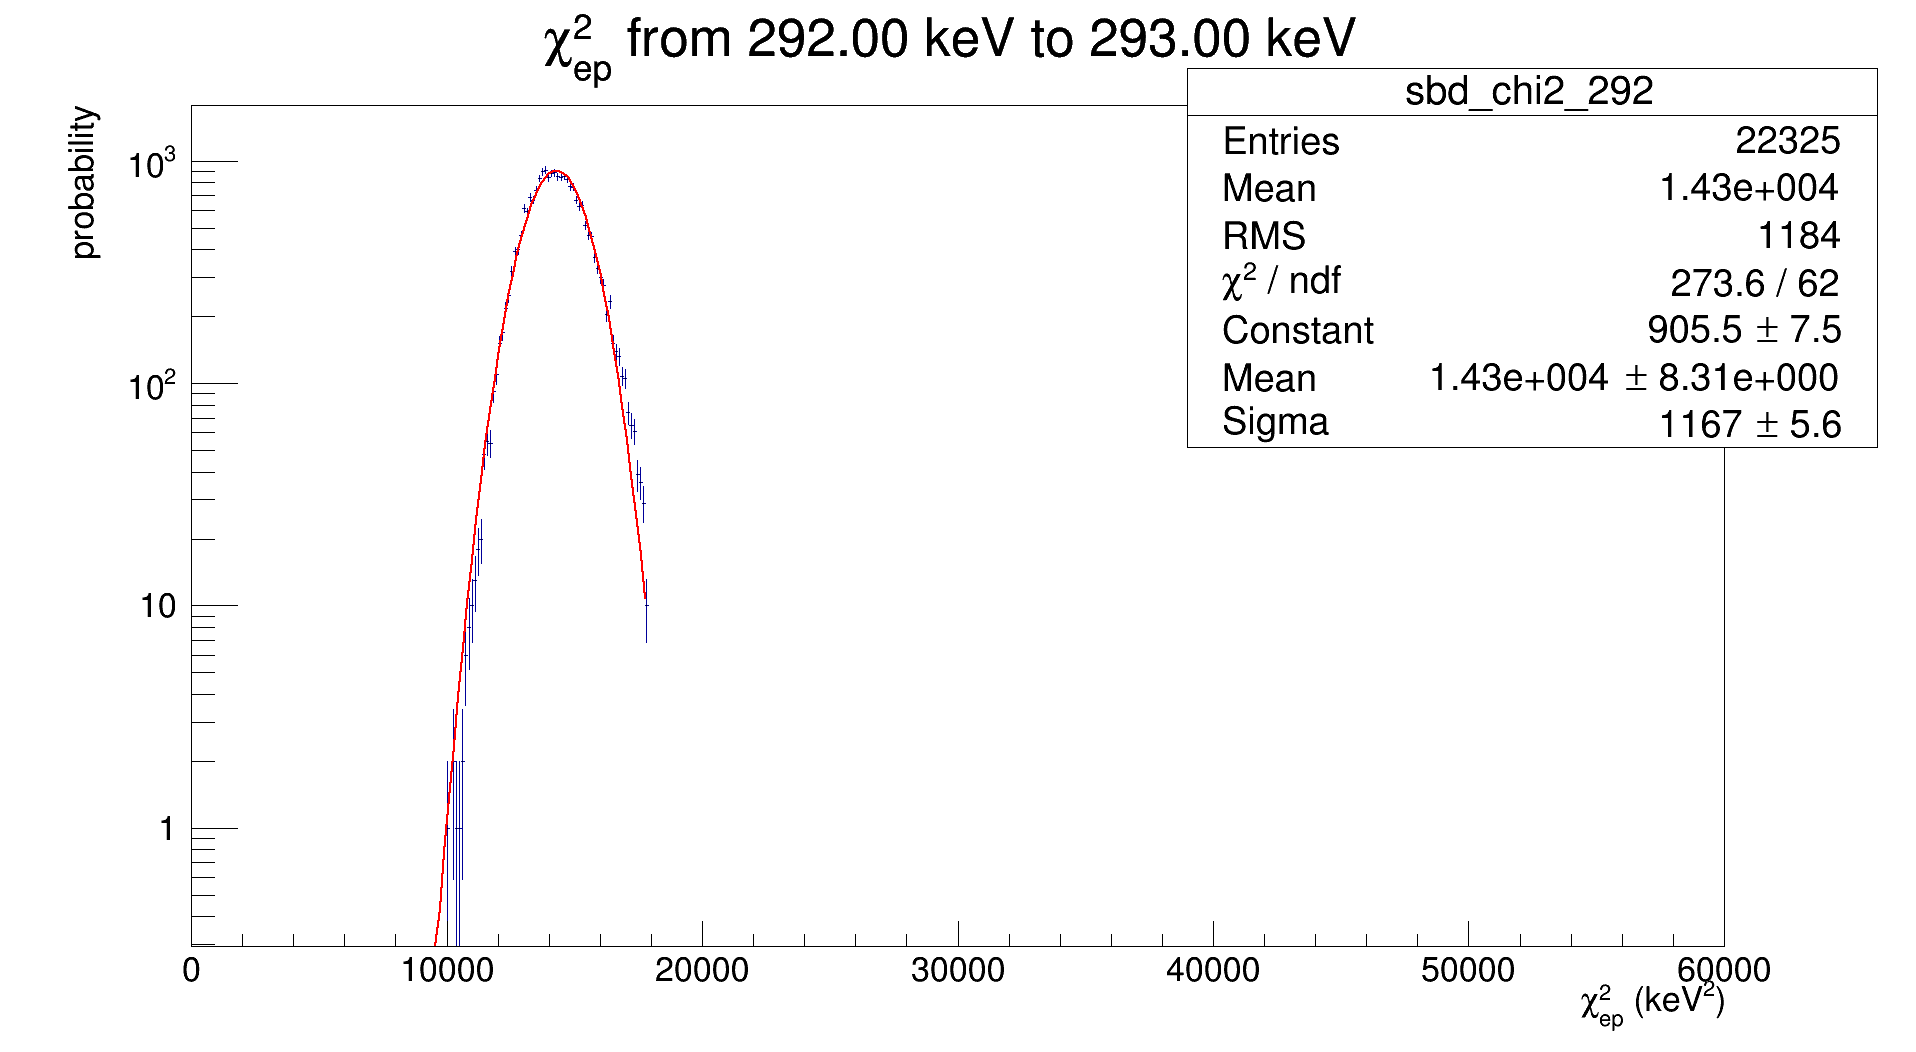 χ²ep from 292.00 keV to 293.00 keV
sbd_chi2_292
Entries 22325
Mean 1.43e+004
RMS 1184
χ² / ndf 273.6 / 62
Constant 905.5 ± 7.5
Mean 1.43e+004 ± 8.31e+000
Sigma 1167 ± 5.6
probability
10³
10²
10
1
0 10000 20000 30000 40000 50000 60000
χ²ep (keV²)